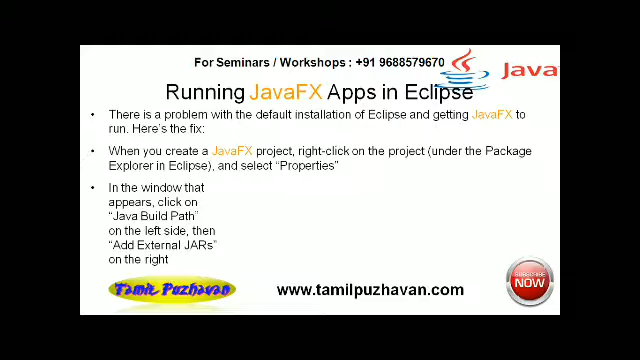 For Seminars / Workshops : +91 9688579670
Java
Running JavaFX Apps in Eclipse
• There is a problem with the default installation of Eclipse and getting JavaFX to
run. Here's the fix:
• When you create a JavaFX project, right-click on the project (under the Package
Explorer in Eclipse), and select “Properties”
• In the window that
appears, click on
“Java Build Path”
on the left side, then
“Add External JARs”
on the right
Tamil Puzhavan
www.tamilpuzhavan.com
SUBSCRIBE
NOW